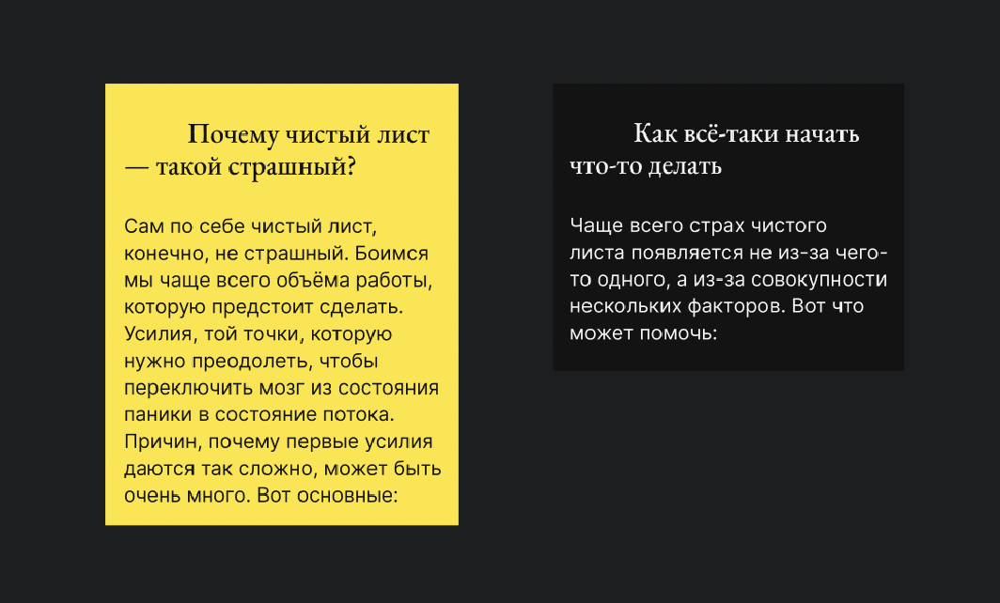 Почему чистый лист
— такой страшный?
Сам по себе чистый лист,
конечно, не страшный. Боимся
мы чаще всего объёма работы,
которую предстоит сделать.
Усилия, той точки, которую
нужно преодолеть, чтобы
переключить мозг из состояния
паники в состояние потока.
Причин, почему первые усилия
даются так сложно, может быть
очень много. Вот основные:
Как всё-таки начать
что-то делать
Чаще всего страх чистого
листа появляется не из-за чего-
то одного, а из-за совокупности
нескольких факторов. Вот что
может помочь: